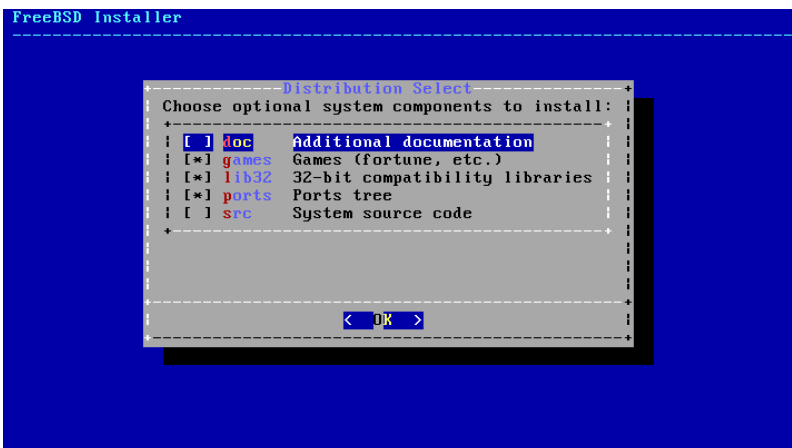 FreeBSD Installer
Distribution Select
Choose optional system components to install:
[ ] doc Additional documentation
[*] games Games (fortune, etc.)
[*] lib32 32-bit compatibility libraries
[*] ports Ports tree
[ ] src System source code
< OK >